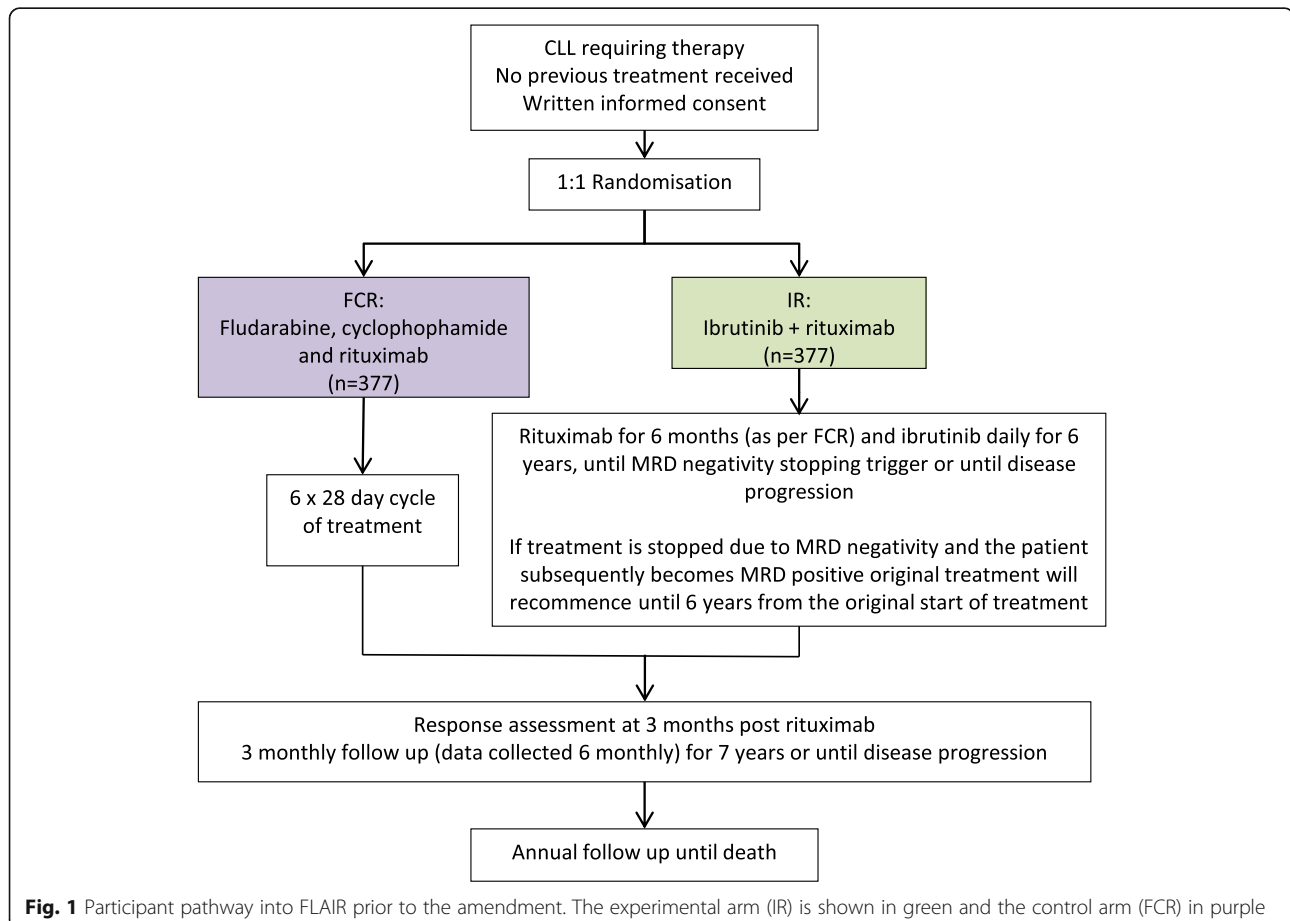 CLL requiring therapy
No previous treatment received
Written informed consent
1:1 Randomisation
FCR:
Fludarabine, cyclophophamide
and rituximab
(n=377)
IR:
Ibrutinib + rituximab
(n=377)
6 x 28 day cycle
of treatment
Rituximab for 6 months (as per FCR) and ibrutinib daily for 6
years, until MRD negativity stopping trigger or until disease
progression
If treatment is stopped due to MRD negativity and the patient
subsequently becomes MRD positive original treatment will
recommence until 6 years from the original start of treatment
Response assessment at 3 months post rituximab
3 monthly follow up (data collected 6 monthly) for 7 years or until disease progression
Annual follow up until death
Fig. 1 Participant pathway into FLAIR prior to the amendment. The experimental arm (IR) is shown in green and the control arm (FCR) in purple